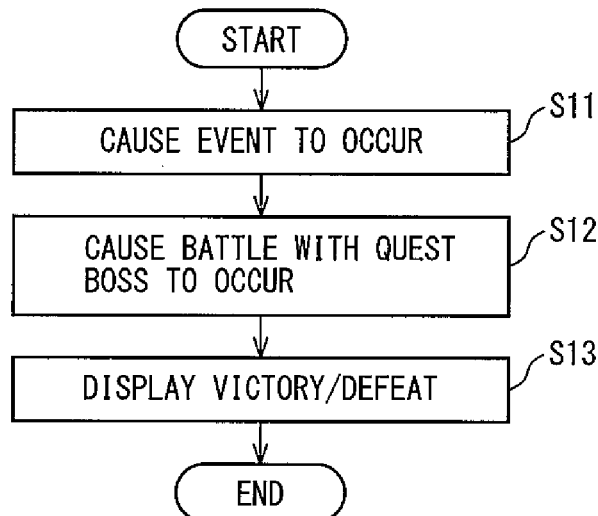 START
S11
CAUSE EVENT TO OCCUR
S12
CAUSE BATTLE WITH QUEST
BOSS TO OCCUR
S13
DISPLAY VICTORY/DEFEAT
END